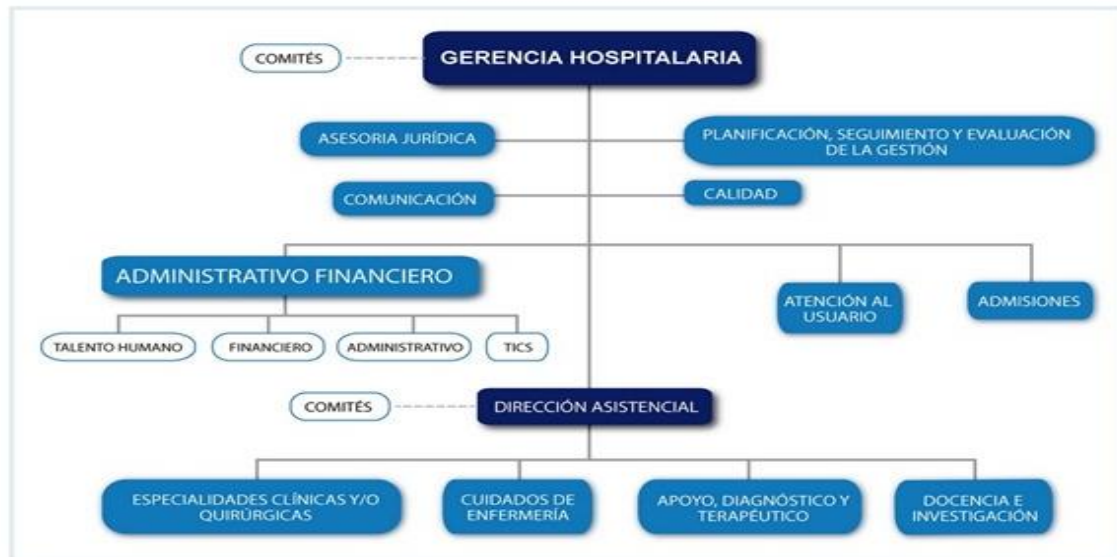 COMITÉS
GERENCIA HOSPITALARIA
ASESORIA JURÍDICA
PLANIFICACIÓN, SEGUIMIENTO Y EVALUACIÓN
DE LA GESTIÓN
COMUNICACIÓN
CALIDAD
ADMINISTRATIVO FINANCIERO
ATENCIÓN AL
USUARIO
ADMISIONES
TALENTO HUMANO
FINANCIERO
ADMINISTRATIVO
TICS
COMITÉS
DIRECCIÓN ASISTENCIAL
ESPECIALIDADES CLÍNICAS Y/O
QUIRÚRGICAS
CUIDADOS DE
ENFERMERÍA
APOYO, DIAGNÓSTICO Y
TERAPÉUTICO
DOCENCIA E
INVESTIGACIÓN